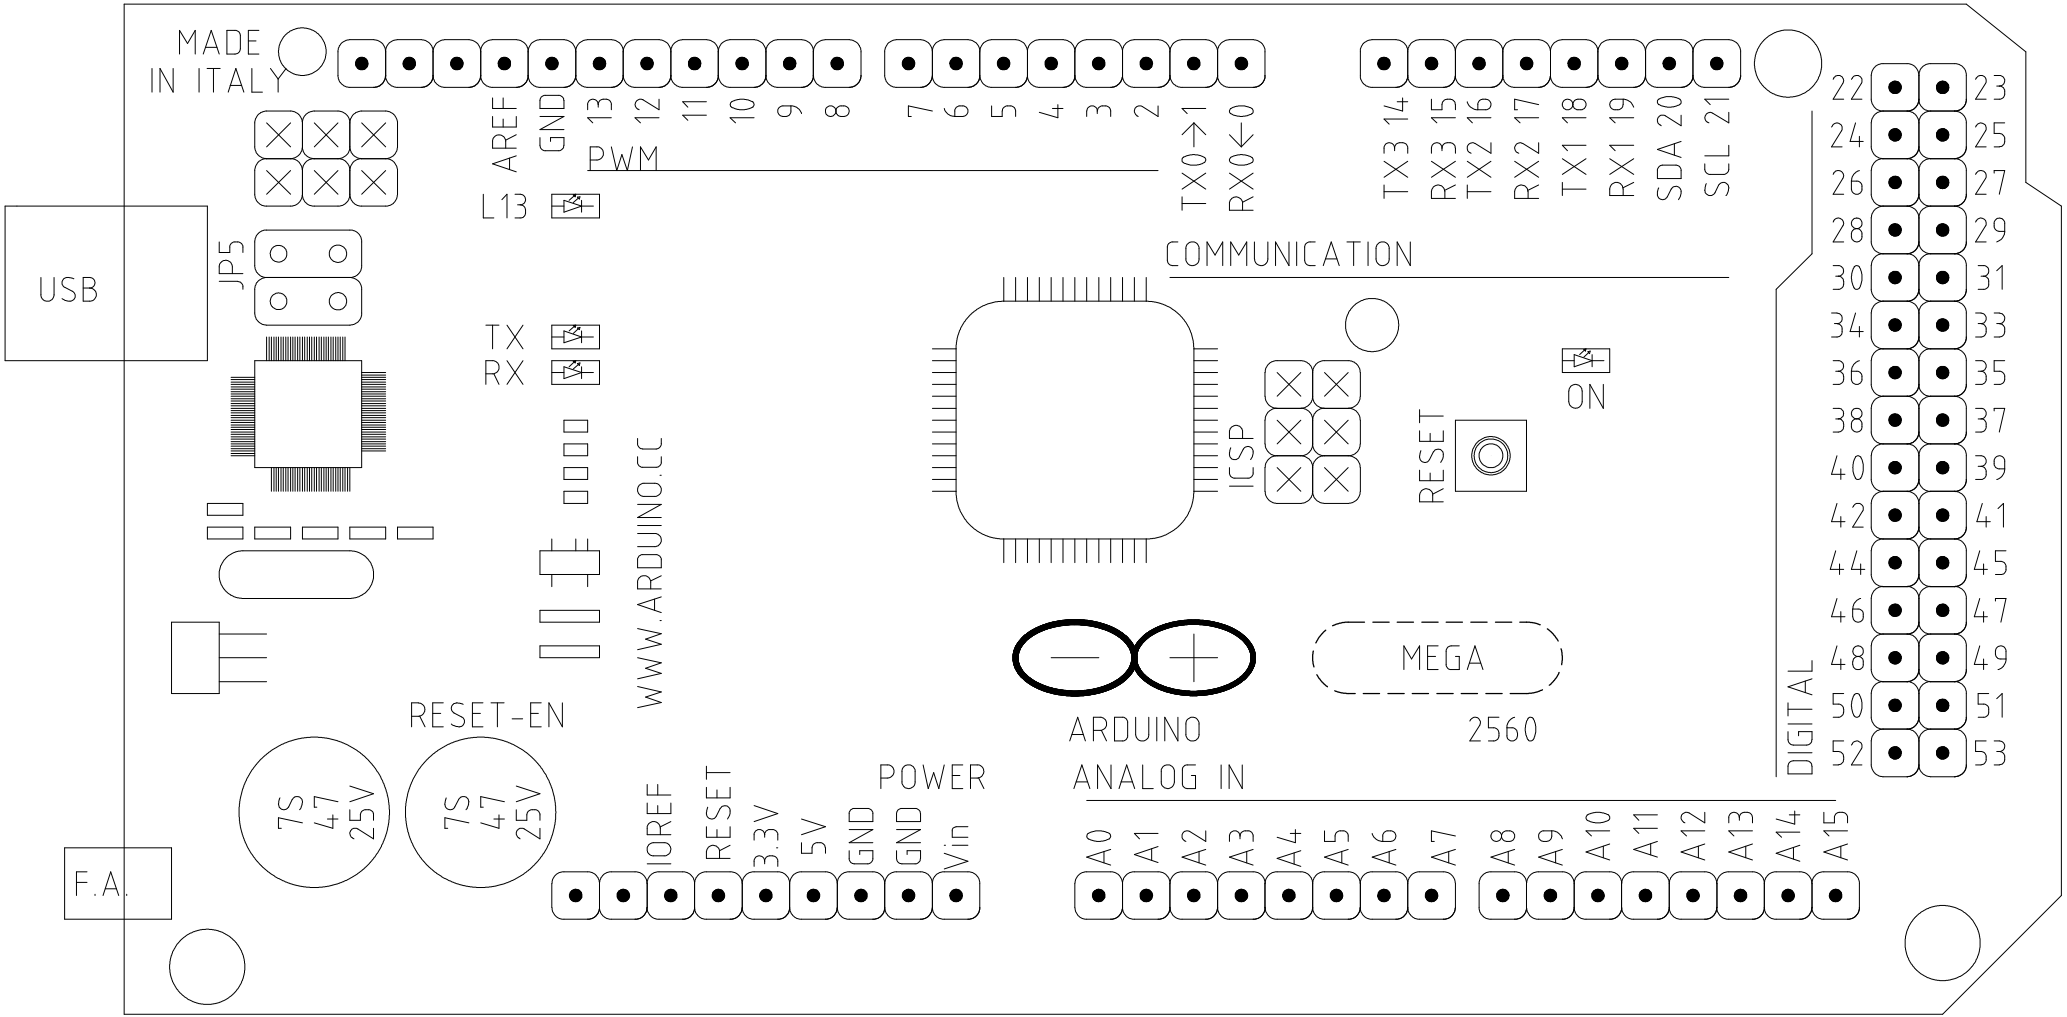 MADE
IN ITALY
AREF
GND
13
12
11
10
9
8
7
6
5
4
3
2
TX0→1
RX0←0
TX3 14
RX3 15
TX2 16
RX2 17
TX1 18
RX1 19
SDA 20
SCL 21
PWM
L13
COMMUNICATION
USB
JP5
TX
RX
WWW.ARDUINO.CC
ICSP
RESET
ON
22 23
24 25
26 27
28 29
30 31
34 33
36 35
38 37
40 39
42 41
44 45
46 47
48 49
50 51
52 53
DIGITAL
MEGA
ARDUINO
2560
RESET-EN
7S
47
25V
7S
47
25V
F.A.
POWER
IOREF
RESET
3.3V
5V
GND
GND
Vin
ANALOG IN
A0
A1
A2
A3
A4
A5
A6
A7
A8
A9
A10
A11
A12
A13
A14
A15